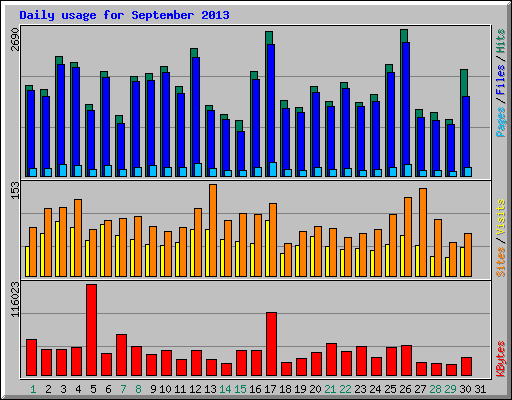 Daily usage for September 2013
2690
Pages / Files / Hits
153
Sites / Visits
116023
KBytes
1 2 3 4 5 6 7 8 9 10 11 12 13 14 15 16 17 18 19 20 21 22 23 24 25 26 27 28 29 30 31